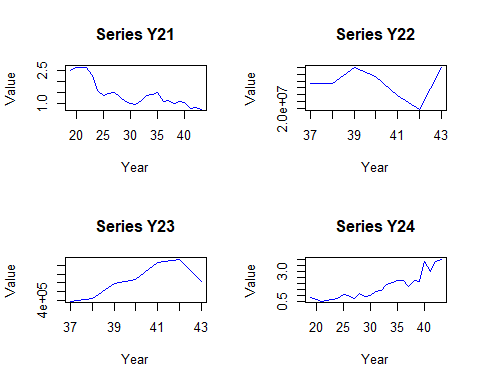 Series Y21
Value
1.0 2.5
20 25 30 35 40
Year
Series Y22
Value
2.0e+07
37 39 41 43
Year
Series Y23
Value
4e+05
37 39 41 43
Year
Series Y24
Value
0.5 3.0
20 25 30 35 40
Year